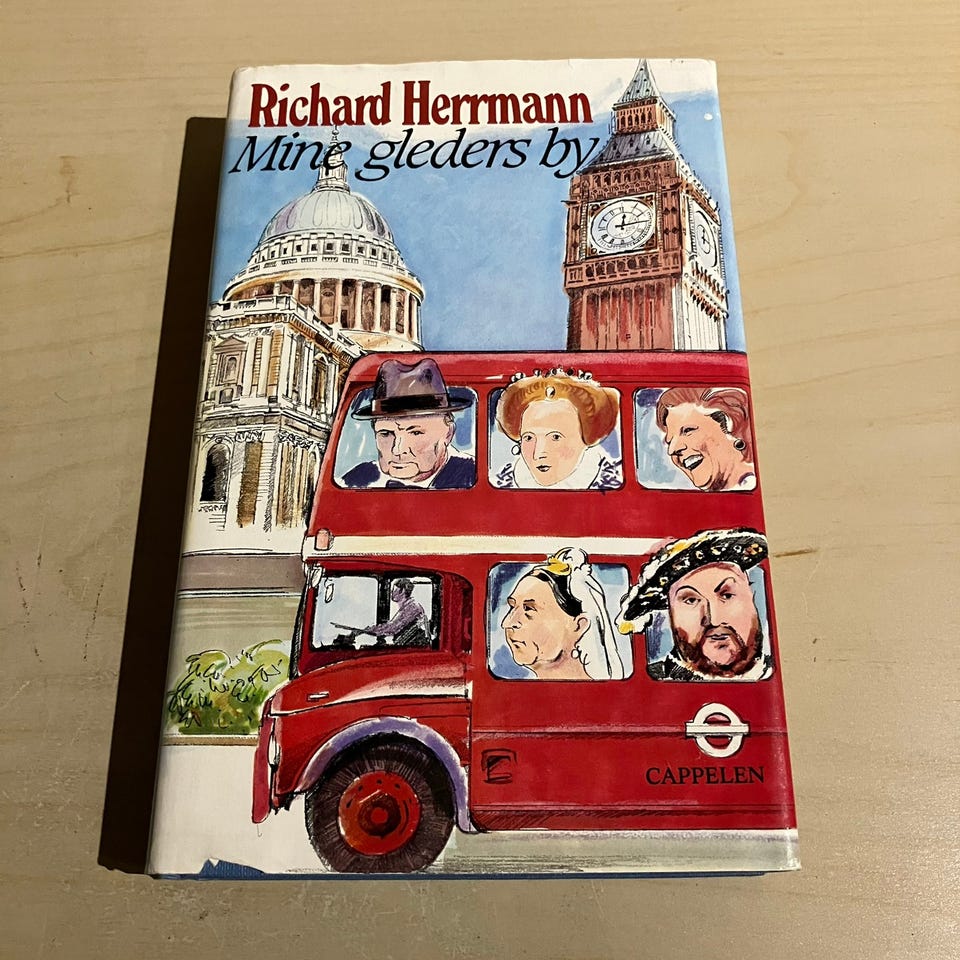 Richard Herrmann
Mine gleders by
CAPPELEN